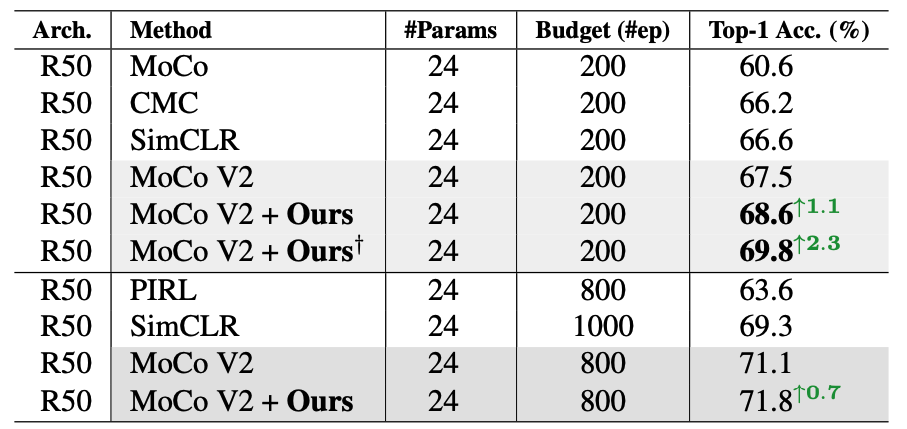 Arch. Method #Params Budget (#ep) Top-1 Acc. (%)
R50 MoCo 24 200 60.6
R50 CMC 24 200 66.2
R50 SimCLR 24 200 66.6
R50 MoCo V2 24 200 67.5
R50 MoCo V2 + Ours 24 200 68.6↑1.1
R50 MoCo V2 + Ours† 24 200 69.8↑2.3
R50 PIRL 24 800 63.6
R50 SimCLR 24 1000 69.3
R50 MoCo V2 24 800 71.1
R50 MoCo V2 + Ours 24 800 71.8↑0.7